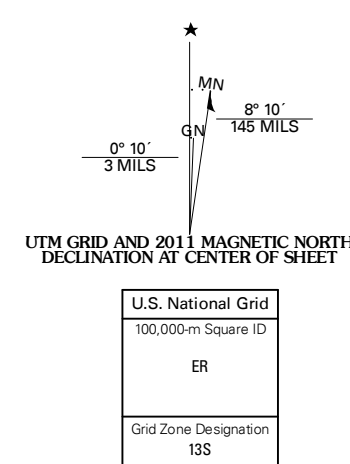 ★
MN
GN
8° 10´
145 MILS
0° 10´
3 MILS
UTM GRID AND 2011 MAGNETIC NORTH
DECLINATION AT CENTER OF SHEET
U.S. National Grid
100,000-m Square ID
ER
Grid Zone Designation
13S